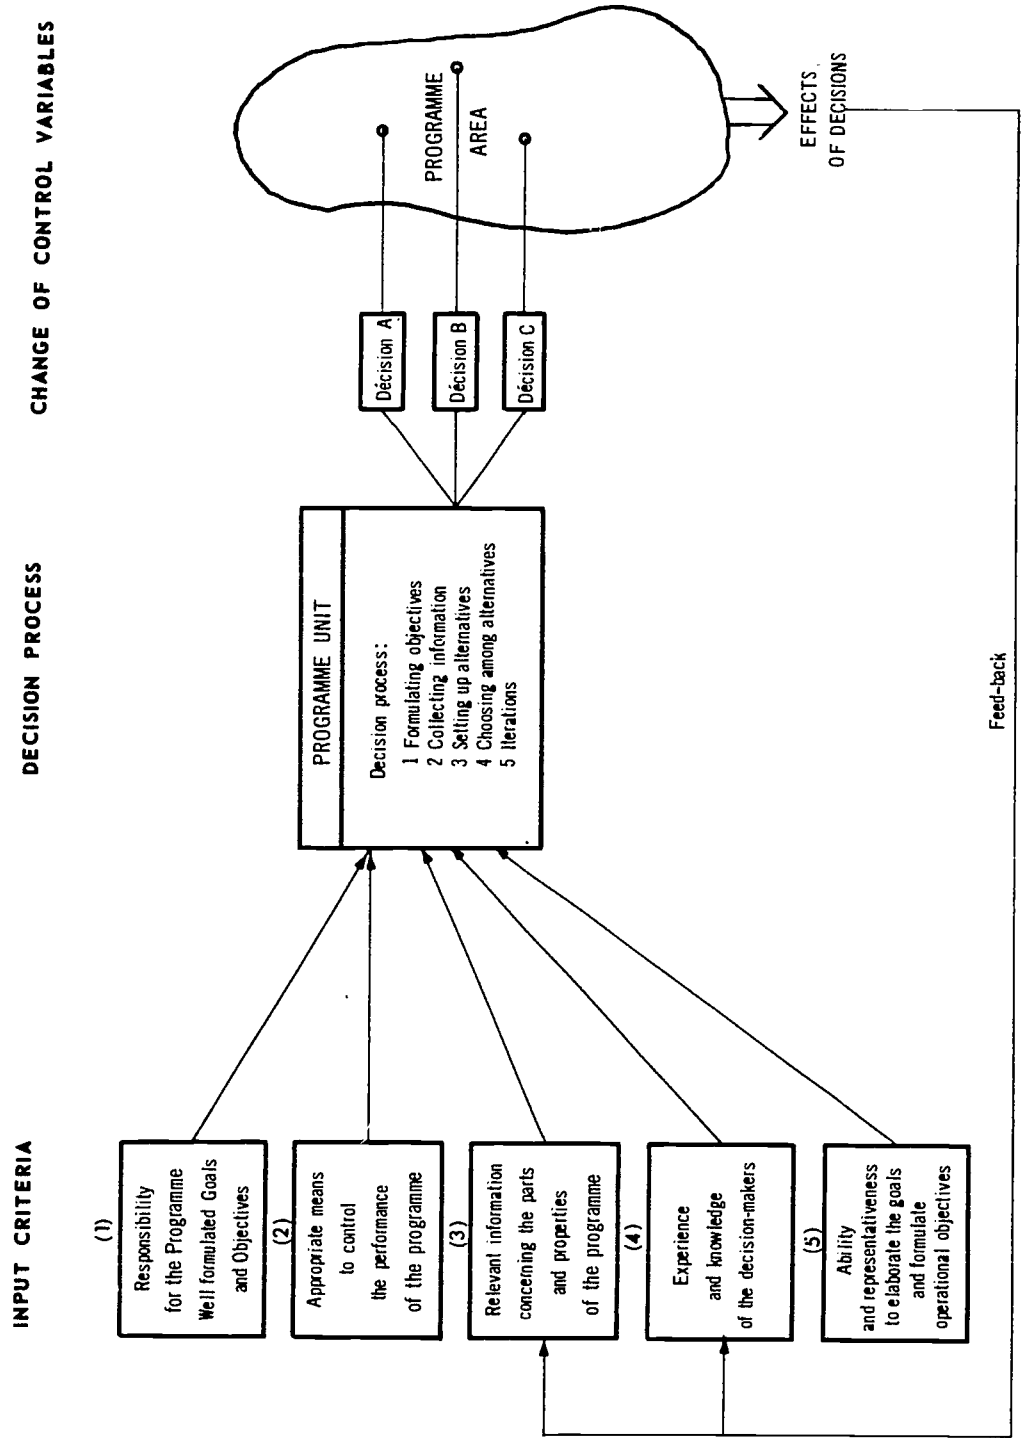 INPUT CRITERIA
DECISION PROCESS
CHANGE OF CONTROL VARIABLES
(1)
Responsibility
for the Programme
Well formulated Goals
and Objectives
(2)
Appropriate means
to control
the performance
of the programme
(3)
Relevant information
concerning the parts
and properties
of the programme
(4)
Experience
and knowledge
of the decision-makers
(5)
Ability
and representativeness
to elaborate the goals
and formulate
operational objectives
PROGRAMME UNIT
Decision process:
1 Formulating objectives
2 Collecting information
3 Setting up alternatives
4 Choosing among alternatives
5 Iterations
Décision A
Décision B
Décision C
PROGRAMME
AREA
EFFECTS
OF DECISIONS
Feed-back